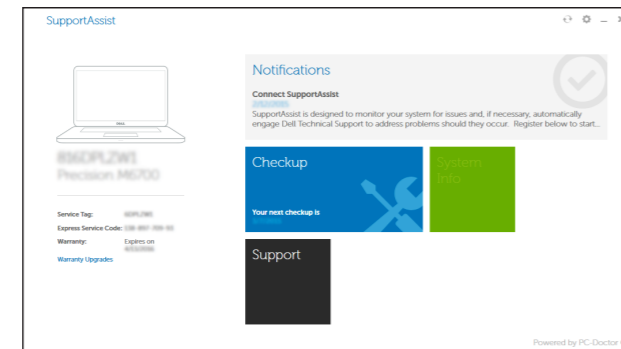 SupportAssist
Notifications
Connect SupportAssist
SupportAssist is designed to monitor your system for issues and, if necessary, automatically
engage Dell Technical Support to address problems should they occur. Register below to start...
Precision M6700
Checkup
Your next checkup is
System
Info
Service Tag:
Express Service Code:
Warranty: Expires on
Warranty Upgrades
Support
Powered by PC-Doctor